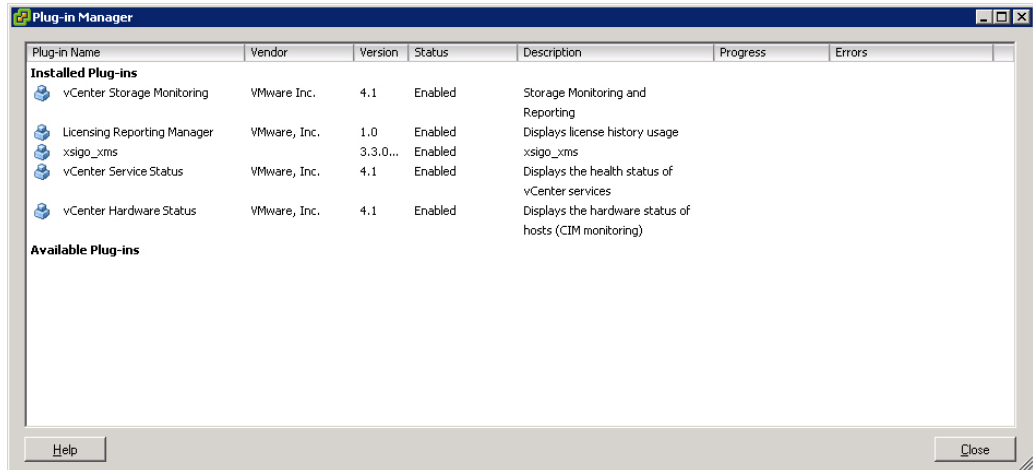 Plug-in Manager
Plug-in Name Vendor Version Status Description Progress Errors
Installed Plug-ins
vCenter Storage Monitoring VMware Inc. 4.1 Enabled Storage Monitoring and
Reporting
Licensing Reporting Manager VMware, Inc. 1.0 Enabled Displays license history usage
xsigo_xms 3.3.0... Enabled xsigo_xms
vCenter Service Status VMware, Inc. 4.1 Enabled Displays the health status of
vCenter services
vCenter Hardware Status VMware, Inc. 4.1 Enabled Displays the hardware status of
hosts (CIM monitoring)
Available Plug-ins
Help Close